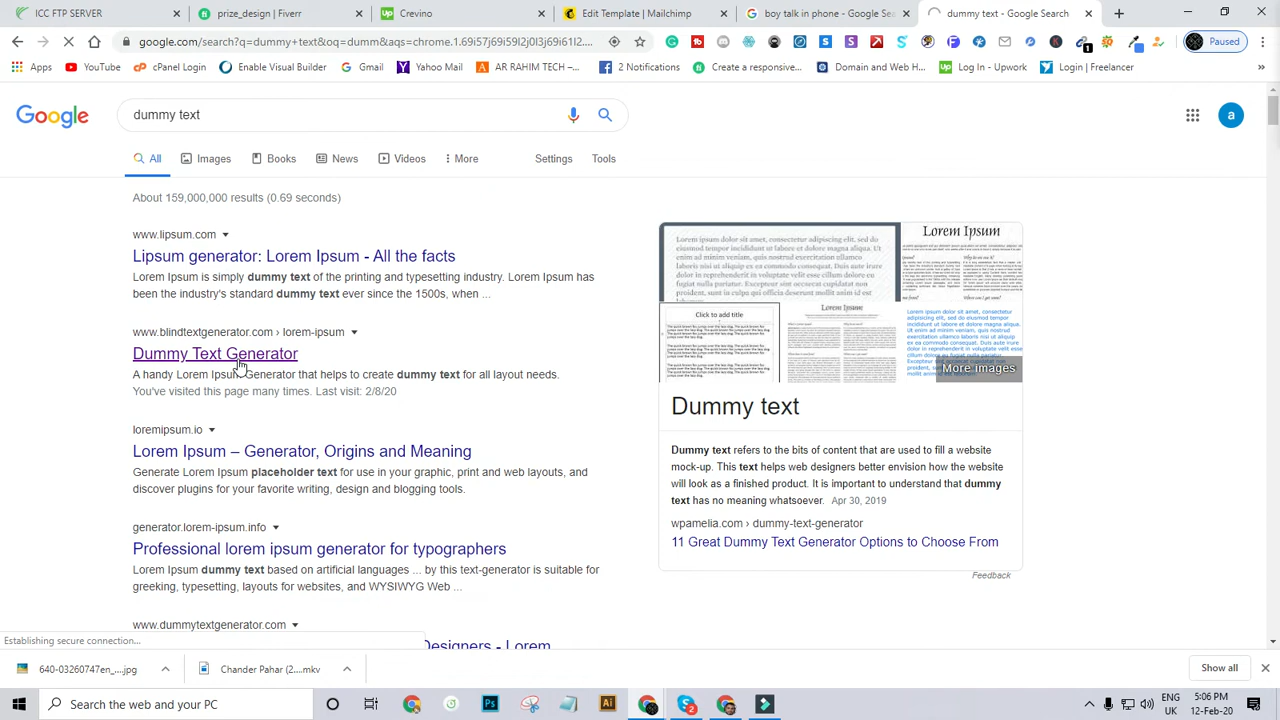 ICC FTP SERVER
prize_design | Fiverr
Crevino
Edit Template | Mailchimp
boy talk in phone - Google Se
dummy text - Google Search
google.com/search?q=dummy+text&oq=dumm&aqs=chrome.1.69i57j69i59l2j0j69i61l2....
Paused
Apps
YouTube
cPanel Login
Enable Visual Builder
Gmail
Yahoo Mail
AR RAHIM TECH –...
2 Notifications
Create a responsive...
Domain and Web H...
Log In - Upwork
Login | Freelancer
»
Google
dummy text
a
All
Images
Books
News
Videos
More
Settings
Tools
About 159,000,000 results (0.69 seconds)
www.lipsum.com
Lipsum generator: Lorem Ipsum - All the facts
Lorem Ipsum is simply dummy text of the printing and typesetting industry. Lorem Ipsum has
been the industry's standard dummy text ever since the 1500s, when ...
www.blindtextgenerator.com › lorem-ipsum
Dummy Text Generator
A handy Lorem Ipsum Generator that helps to create dummy text for all layout needs.
You've visited this page many times. Last visit: 2/8/20
loremipsum.io
Lorem Ipsum – Generator, Origins and Meaning
Generate Lorem Ipsum placeholder text for use in your graphic, print and web layouts, and
discover plugins for your favorite writing, design and blogging tools.
generator.lorem-ipsum.info
Professional lorem ipsum generator for typographers
Lorem Ipsum dummy text based on artificial languages ... by this text-generator is suitable for
greeking, typesetting, layouting websites, and WYSIWYG Web ...
www.dummytextgenerator.com
Designers - Lorem
Lorem Ipsum
Click to add title
More images
Dummy text
Dummy text refers to the bits of content that are used to fill a website
mock-up. This text helps web designers better envision how the website
will look as a finished product. It is important to understand that dummy
text has no meaning whatsoever. Apr 30, 2019
wpamelia.com › dummy-text-generator
11 Great Dummy Text Generator Options to Choose From
Feedback
Establishing secure connection...
640-03260747en_....jpg
Chander Pahar (2....mkv
Show all
Search the web and your PC
2
ENG
UK
5:06 PM
12-Feb-20